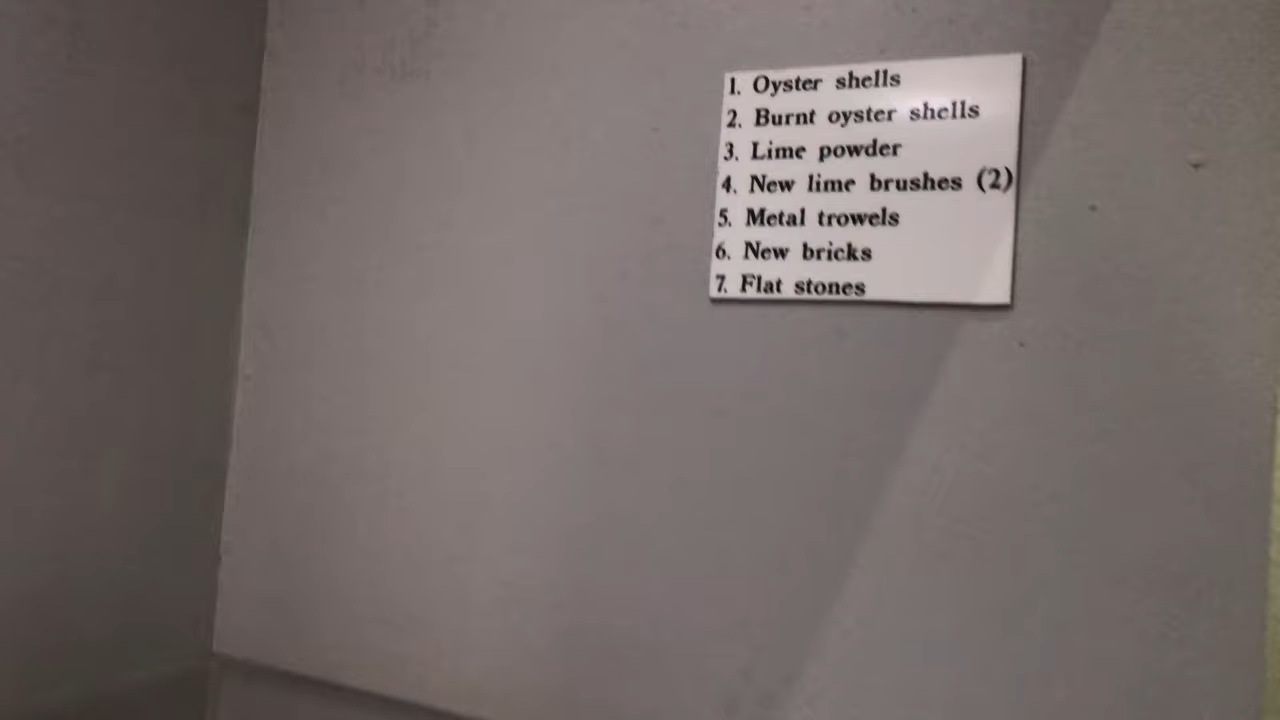 1. Oyster shells
2. Burnt oyster shells
3. Lime powder
4. New lime brushes (2)
5. Metal trowels
6. New bricks
7. Flat stones